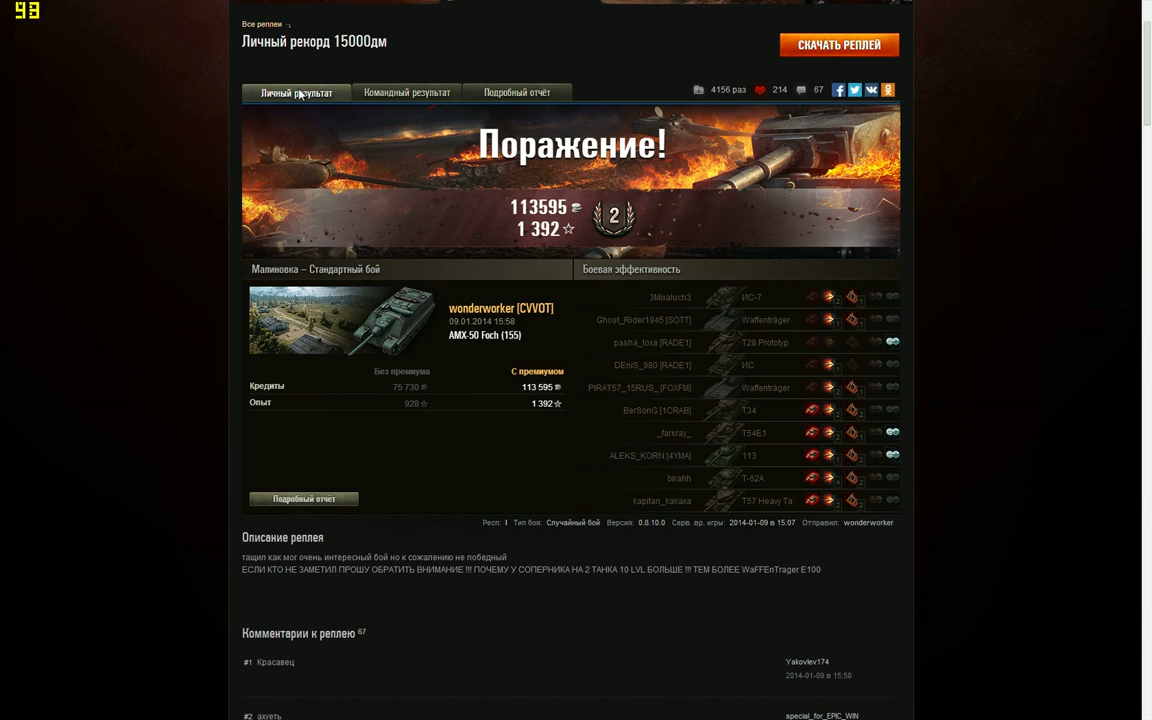 93
Все реплеи
Личный рекорд 15000дм
СКАЧАТЬ РЕПЛЕЙ
Личный результат
Командный результат
Подробный отчёт
4156 раз 214 67
Поражение!
113595
1 392
2
Малиновка – Стандартный бой
Боевая эффективность
wonderworker [CVVOT]
09.01.2014 15:58
AMX-50 Foch (155)
Без премиума С премиумом
Кредиты 75 730 113 595
Опыт 928 1 392
Подробный отчёт
3Mixaluch3 ИС-7
Ghost_Rider1945 [SOTT] Waffenträger
pasha_foxa [RADE1] T28 Prototyp
DEniS_980 [RADE1] ИС
PIRAT57_15RUS_ [FOXFM] Waffenträger
BerSonG [1CRAB] T34
_farkray_ T54E1
ALEKS_KORN [4YMA] 113
birahh T-62A
kapitan_kakaxa T57 Heavy Ta
Респ: I Тип боя: Случайный бой Версия: 0.8.10.0 Серв. вр. игры: 2014-01-09 в 15:07 Отправил: wonderworker
Описание реплея
тащил как мог очень интересный бой но к сожалению не победный
ЕСЛИ КТО НЕ ЗАМЕТИЛ ПРОШУ ОБРАТИТЬ ВНИМАНИЕ !!! ПОЧЕМУ У СОПЕРНИКА НА 2 ТАНКА 10 LVL БОЛЬШЕ !!! ТЕМ БОЛЕЕ WaFFEnTrager E100
Комментарии к реплею 67
#1 Красавец
Yakovlev174
2014-01-09 в 15:50
#2 ахуеть
special_for_EPIC_WIN